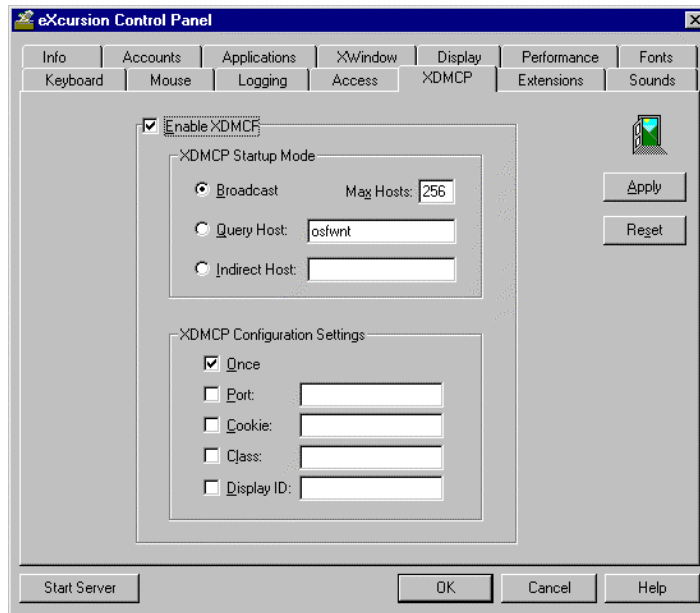 eXcursion Control Panel
Info Accounts Applications XWindow Display Performance Fonts
Keyboard Mouse Logging Access XDMCP Extensions Sounds
Enable XDMCP
XDMCP Startup Mode
Broadcast Max Hosts: 256
Query Host: osfwnt
Indirect Host:
Apply
Reset
XDMCP Configuration Settings
Once
Port:
Cookie:
Class:
Display ID:
Start Server OK Cancel Help